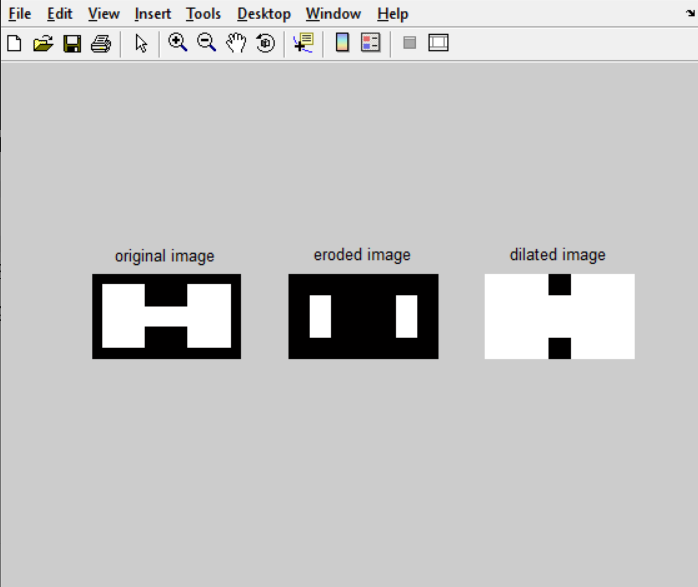 File Edit View Insert Tools Desktop Window Help
original image
eroded image
dilated image